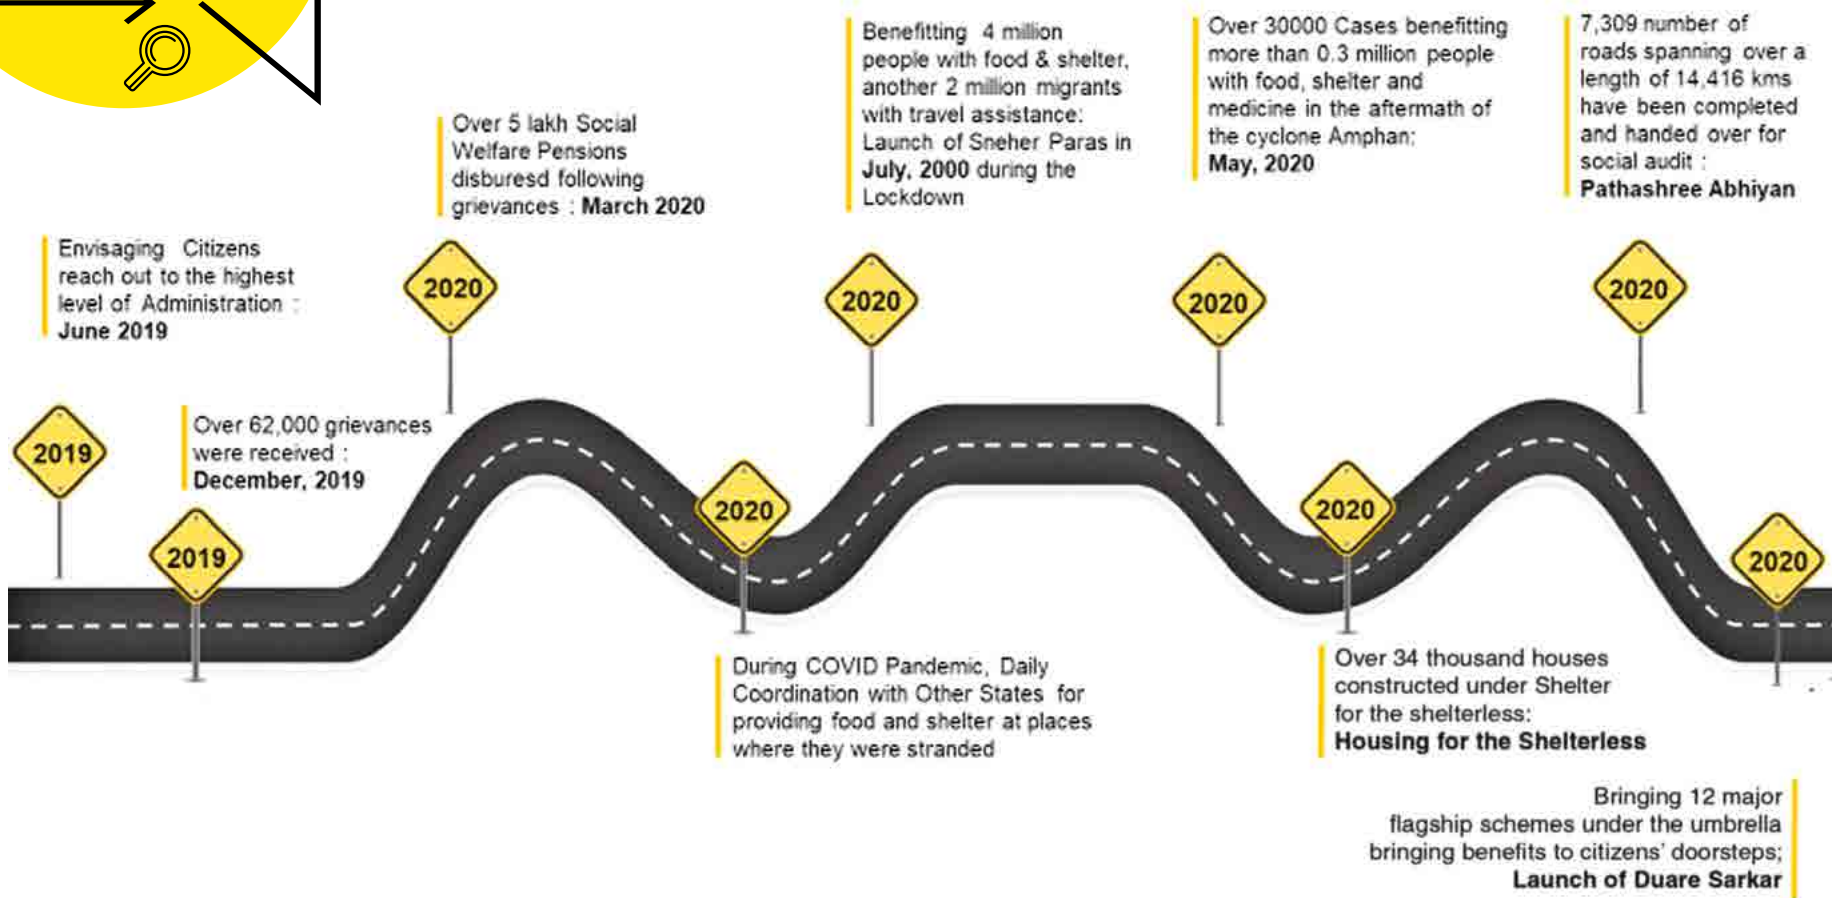 Envisaging Citizens
reach out to the highest
level of Administration :
June 2019
2019
Over 62,000 grievances
were received :
December, 2019
2019
Over 5 lakh Social
Welfare Pensions
disburesd following
grievances : March 2020
2020
2020
During COVID Pandemic, Daily
Coordination with Other States for
providing food and shelter at places
where they were stranded
Benefitting 4 million
people with food & shelter,
another 2 million migrants
with travel assistance:
Launch of Sneher Paras in
July, 2000 during the
Lockdown
2020
Over 30000 Cases benefitting
more than 0.3 million people
with food, shelter and
medicine in the aftermath of
the cyclone Amphan:
May, 2020
2020
2020
Over 34 thousand houses
constructed under Shelter
for the shelterless:
Housing for the Shelterless
7,309 number of
roads spanning over a
length of 14,416 kms
have been completed
and handed over for
social audit :
Pathashree Abhiyan
2020
2020
Bringing 12 major
flagship schemes under the umbrella
bringing benefits to citizens' doorsteps;
Launch of Duare Sarkar